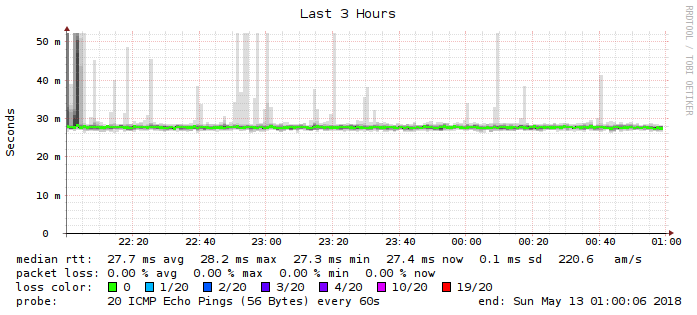 Last 3 Hours
RRDTOOL / TOBI OETIKER
Seconds
50 m
40 m
30 m
20 m
10 m
0
22:20 22:40 23:00 23:20 23:40 00:00 00:20 00:40 01:00
median rtt: 27.7 ms avg 28.2 ms max 27.3 ms min 27.4 ms now 0.1 ms sd 220.6 am/s
packet loss: 0.00 % avg 0.00 % max 0.00 % min 0.00 % now
loss color: 0 1/20 2/20 3/20 4/20 10/20 19/20
probe: 20 ICMP Echo Pings (56 Bytes) every 60s end: Sun May 13 01:00:06 2018